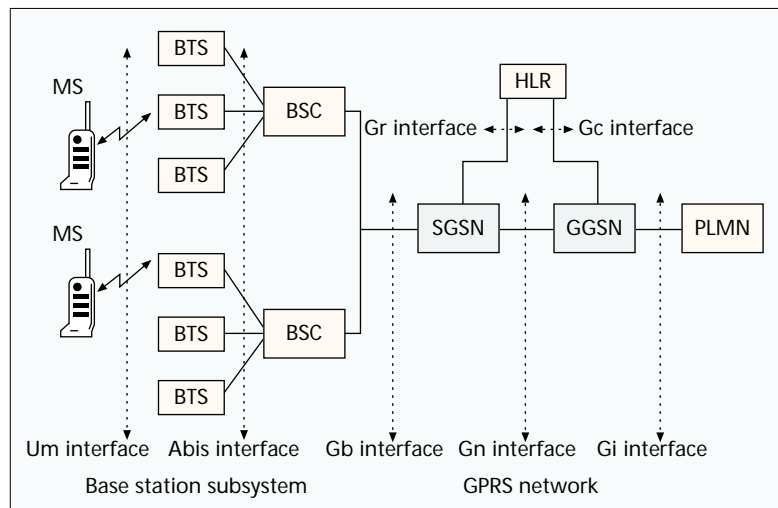 BTS
MS
BTS
BSC
HLR
Gr interface
Gc interface
BTS
SGSN
GGSN
PLMN
MS
BTS
BTS
BSC
BTS
Um interface
Abis interface
Gb interface
Gn interface
Gi interface
Base station subsystem
GPRS network